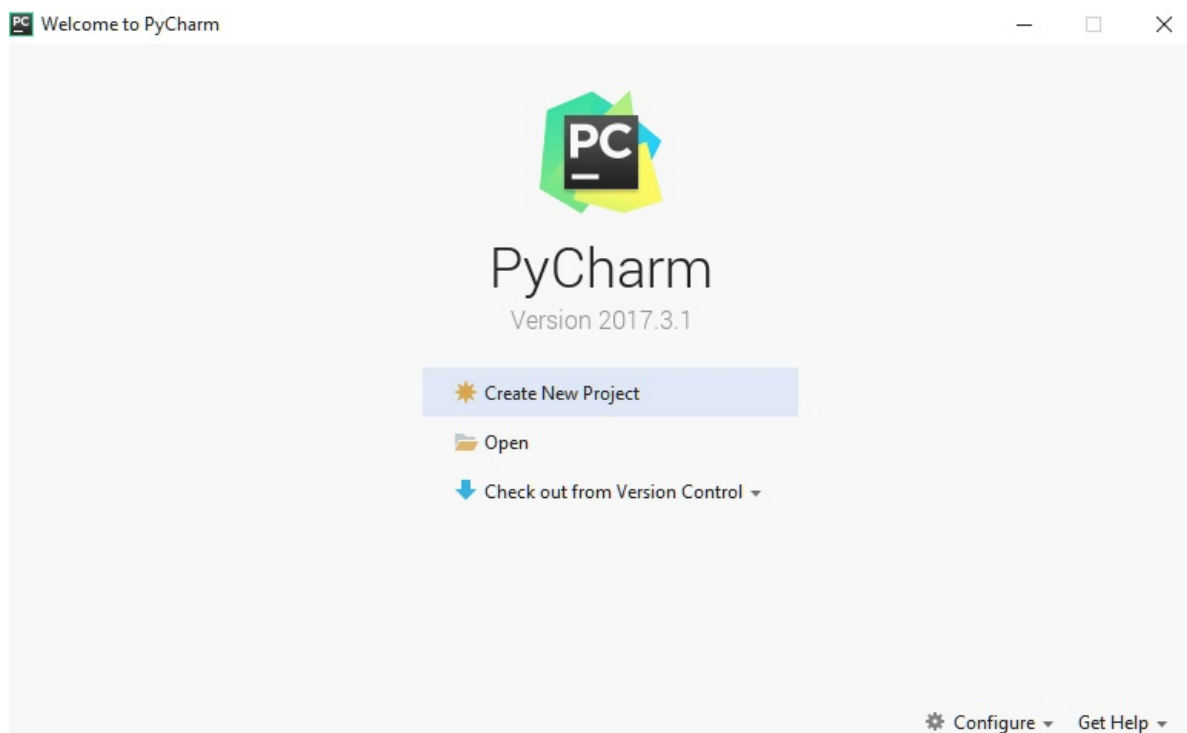 PC Welcome to PyCharm
PC
PyCharm
Version 2017.3.1
Create New Project
Open
Check out from Version Control
Configure Get Help